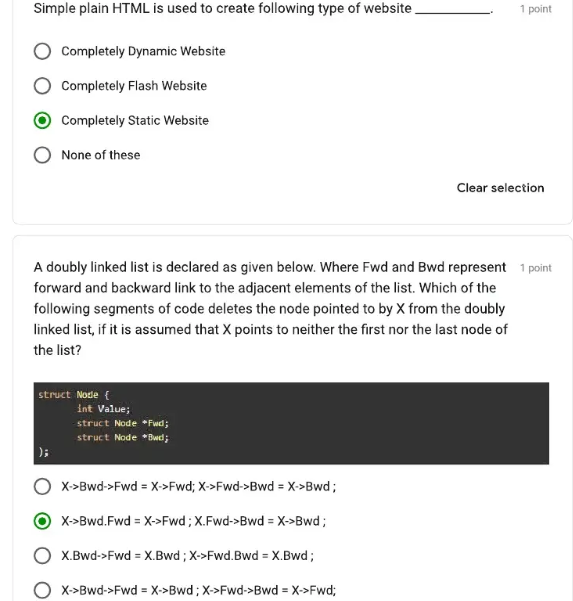 Simple plain HTML is used to create following type of website ____________. 1 point
Completely Dynamic Website
Completely Flash Website
Completely Static Website
None of these
Clear selection
A doubly linked list is declared as given below. Where Fwd and Bwd represent 1 point
forward and backward link to the adjacent elements of the list. Which of the
following segments of code deletes the node pointed to by X from the doubly
linked list, if it is assumed that X points to neither the first nor the last node of
the list?
struct Node {
int Value;
struct Node *Fwd;
struct Node *Bwd;
);
X->Bwd->Fwd = X->Fwd; X->Fwd->Bwd = X->Bwd ;
X->Bwd.Fwd = X->Fwd ; X.Fwd->Bwd = X->Bwd ;
X.Bwd->Fwd = X.Bwd ; X->Fwd.Bwd = X.Bwd ;
X->Bwd->Fwd = X->Bwd ; X->Fwd->Bwd = X->Fwd;